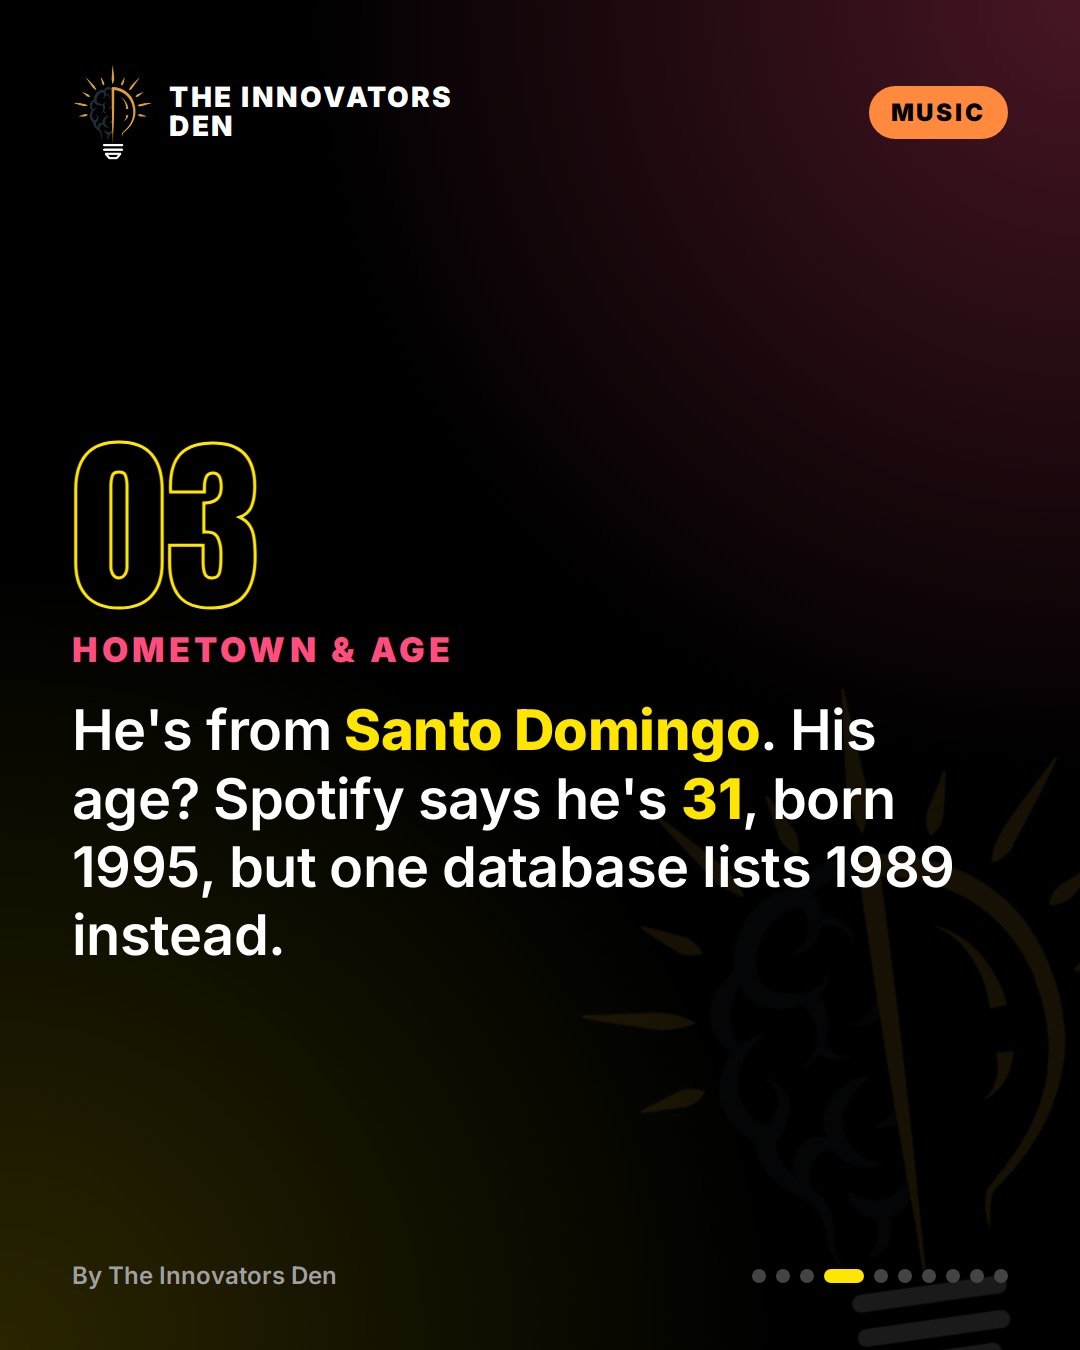 THE INNOVATORS
DEN
MUSIC
03
HOMETOWN & AGE
He's from Santo Domingo. His
age? Spotify says he's 31, born
1995, but one database lists 1989
instead.
By The Innovators Den